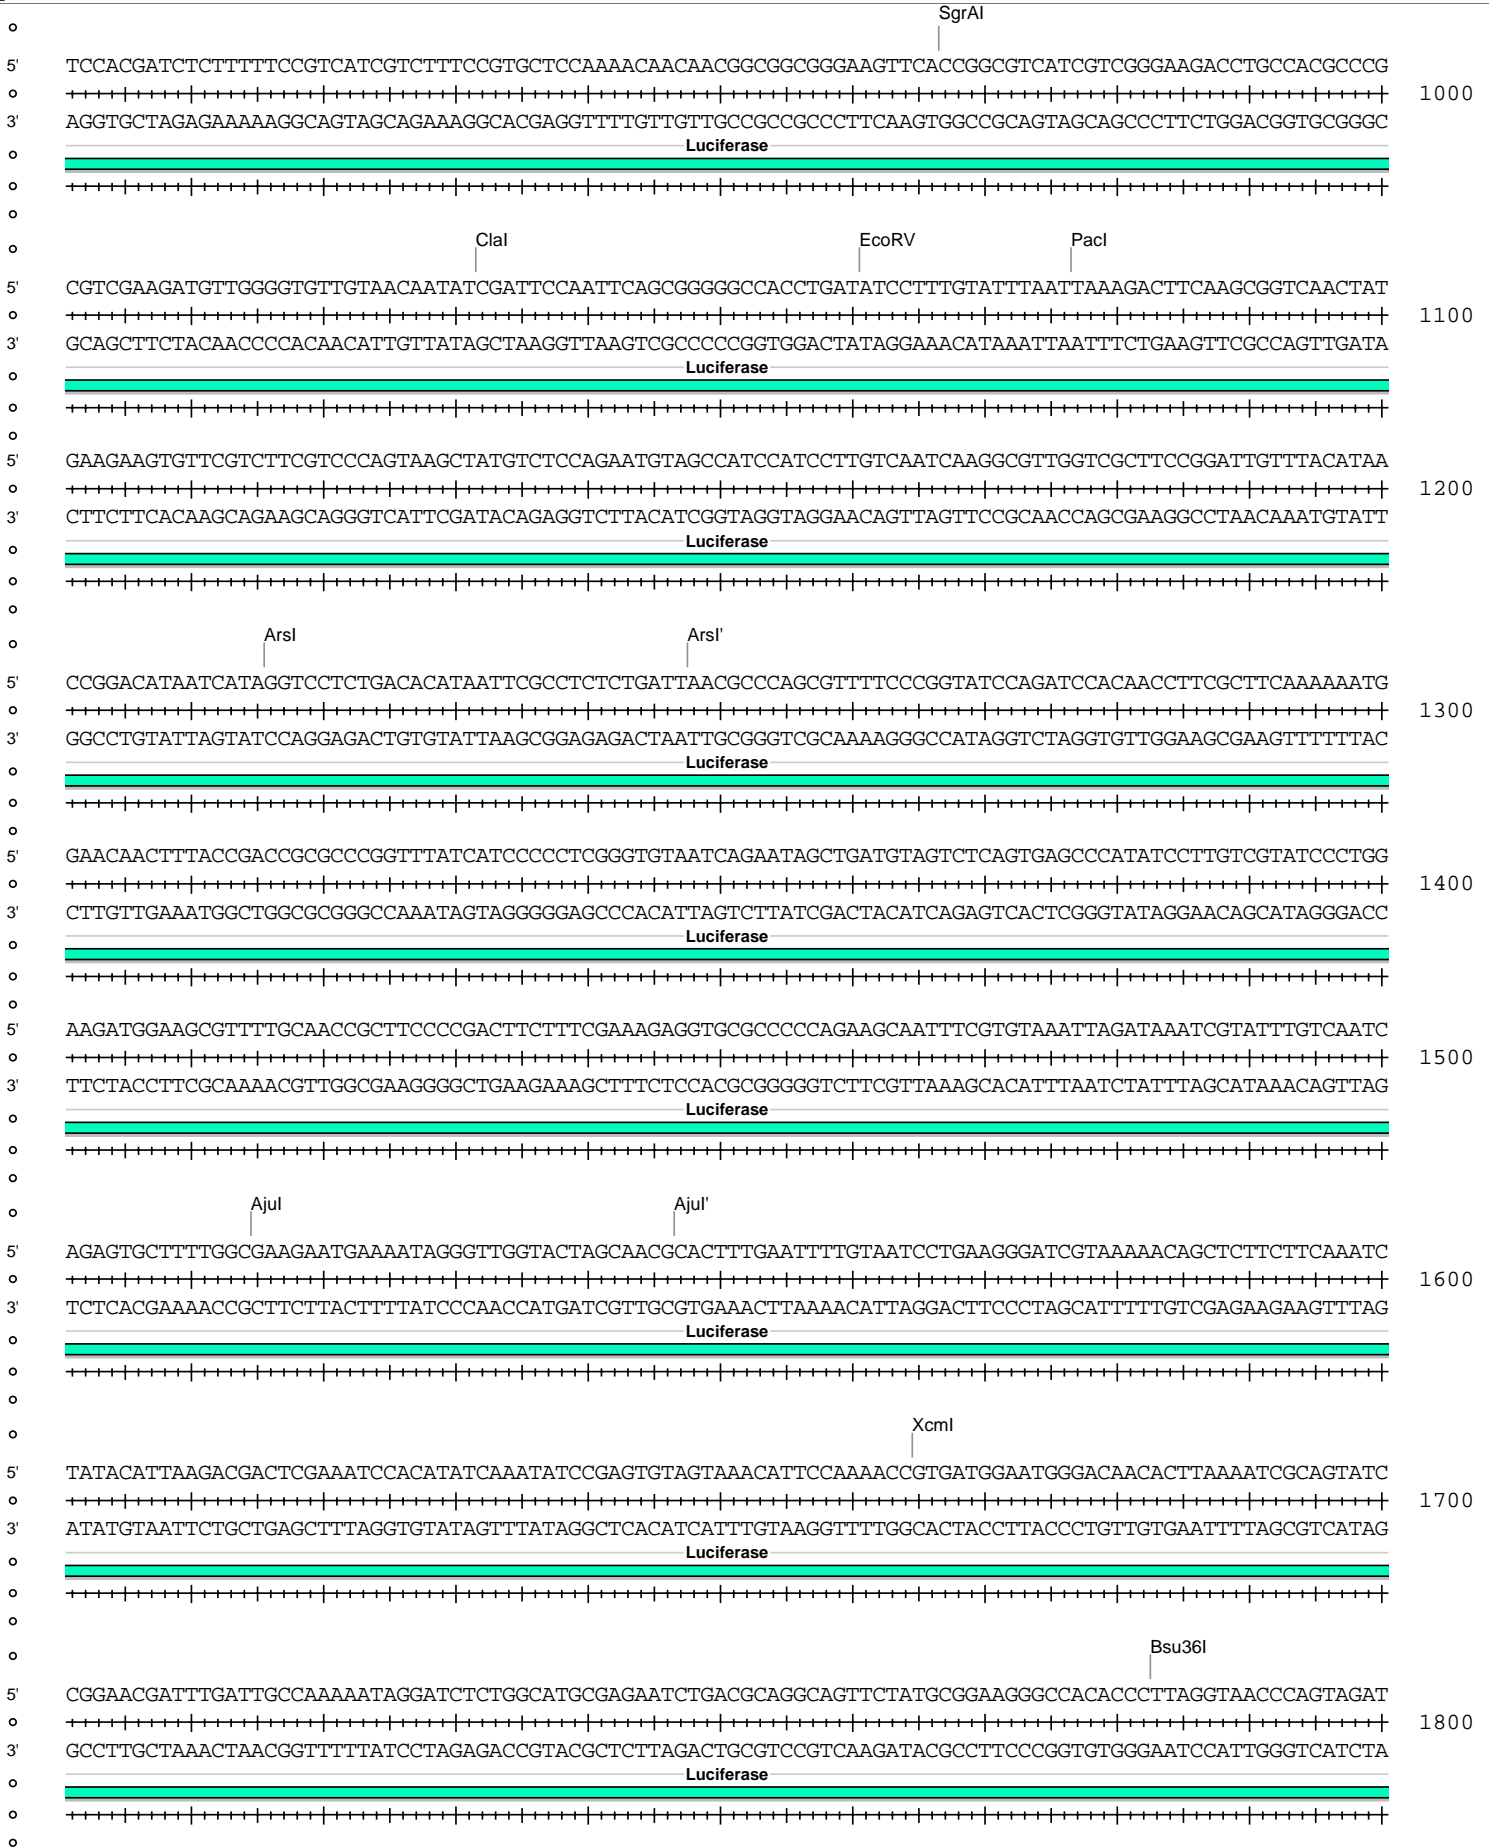 SgrAI
5' TCCACGATCTCTTTTTCCGTCATCGTCTTTCCGTGCTCCAAAACAACAACGGCGGCGGGAAGTTCACCGGCGTCATCGTCGGGAAGACCTGCCACGCCCG
1000
3' AGGTGCTAGAGAAAAAGGCAGTAGCAGAAAGGCACGAGGTTTTGTTGTTGCCGCCGCCCTTCAAGTGGCCGCAGTAGCAGCCCTTCTGGACGGTGCGGGC
Luciferase
ClaI EcoRV PacI
5' CGTCGAAGATGTTGGGGTGTTGTAACAATATCGATTCCAATTCAGCGGGGGCCACCTGATATCCTTTGTATTTAATTAAAGACTTCAAGCGGTCAACTAT
1100
3' GCAGCTTCTACAACCCCACAACATTGTTATAGCTAAGGTTAAGTCGCCCCCGGTGGACTATAGGAAACATAAATTAATTTCTGAAGTTCGCCAGTTGATA
Luciferase
5' GAAGAAGTGTTCGTCTTCGTCCCAGTAAGCTATGTCTCCAGAATGTAGCCATCCATCCTTGTCAATCAAGGCGTTGGTCGCTTCCGGATTGTTTACATAA
1200
3' CTTCTTCACAAGCAGAAGCAGGGTCATTCGATACAGAGGTCTTACATCGGTAGGTAGGAACAGTTAGTTCCGCAACCAGCGAAGGCCTAACAAATGTATT
Luciferase
ArsI ArsI'
5' CCGGACATAATCATAGGTCCTCTGACACATAATTCGCCTCTCTGATTAACGCCCAGCGTTTTCCCGGTATCCAGATCCACAACCTTCGCTTCAAAAAATG
1300
3' GGCCTGTATTAGTATCCAGGAGACTGTGTATTAAGCGGAGAGACTAATTGCGGGTCGCAAAAGGGCCATAGGTCTAGGTGTTGGAAGCGAAGTTTTTTAC
Luciferase
5' GAACAACTTTACCGACCGCGCCCGGTTTATCATCCCCCTCGGGTGTAATCAGAATAGCTGATGTAGTCTCAGTGAGCCCATATCCTTGTCGTATCCCTGG
1400
3' CTTGTTGAAATGGCTGGCGCGGGCCAAATAGTAGGGGGAGCCCACATTAGTCTTATCGACTACATCAGAGTCACTCGGGTATAGGAACAGCATAGGGACC
Luciferase
5' AAGATGGAAGCGTTTTGCAACCGCTTCCCCGACTTCTTTCGAAAGAGGTGCGCCCCCAGAAGCAATTTCGTGTAAATTAGATAAATCGTATTTGTCAATC
1500
3' TTCTACCTTCGCAAAACGTTGGCGAAGGGGCTGAAGAAAGCTTTCTCCACGCGGGGGTCTTCGTTAAAGCACATTTAATCTATTTAGCATAAACAGTTAG
Luciferase
AjuI AjuI'
5' AGAGTGCTTTTGGCGAAGAATGAAAATAGGGTTGGTACTAGCAACGCACTTTGAATTTTGTAATCCTGAAGGGATCGTAAAAACAGCTCTTCTTCAAATC
1600
3' TCTCACGAAAACCGCTTCTTACTTTTATCCCAACCATGATCGTTGCGTGAAACTTAAAACATTAGGACTTCCCTAGCATTTTTGTCGAGAAGAAGTTTAG
Luciferase
XcmI
5' TATACATTAAGACGACTCGAAATCCACATATCAAATATCCGAGTGTAGTAAACATTCCAAAACCGTGATGGAATGGGACAACACTTAAAATCGCAGTATC
1700
3' ATATGTAATTCTGCTGAGCTTTAGGTGTATAGTTTATAGGCTCACATCATTTGTAAGGTTTTGGCACTACCTTACCCTGTTGTGAATTTTAGCGTCATAG
Luciferase
Bsu36I
5' CGGAACGATTTGATTGCCAAAAATAGGATCTCTGGCATGCGAGAATCTGACGCAGGCAGTTCTATGCGGAAGGGCCACACCCTTAGGTAACCCAGTAGAT
1800
3' GCCTTGCTAAACTAACGGTTTTTATCCTAGAGACCGTACGCTCTTAGACTGCGTCCGTCAAGATACGCCTTCCCGGTGTGGGAATCCATTGGGTCATCTA
Luciferase